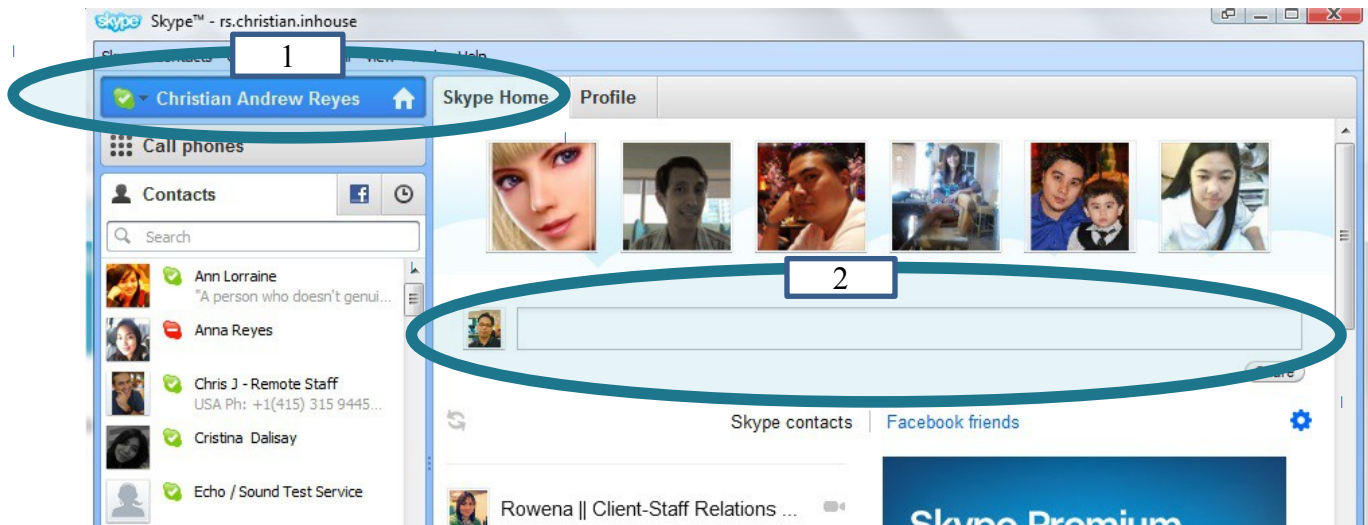 Skype™ - rs.christian.inhouse
1
Help
Christian Andrew Reyes
Skype Home Profile
Call phones
Contacts
Search
Ann Lorraine
"A person who doesn't genui...
Anna Reyes
Chris J - Remote Staff
USA Ph: +1(415) 315 9445...
Cristina Dalisay
Echo / Sound Test Service
2
Skype contacts
Facebook friends
Rowena || Client-Staff Relations ...
Skype Premium